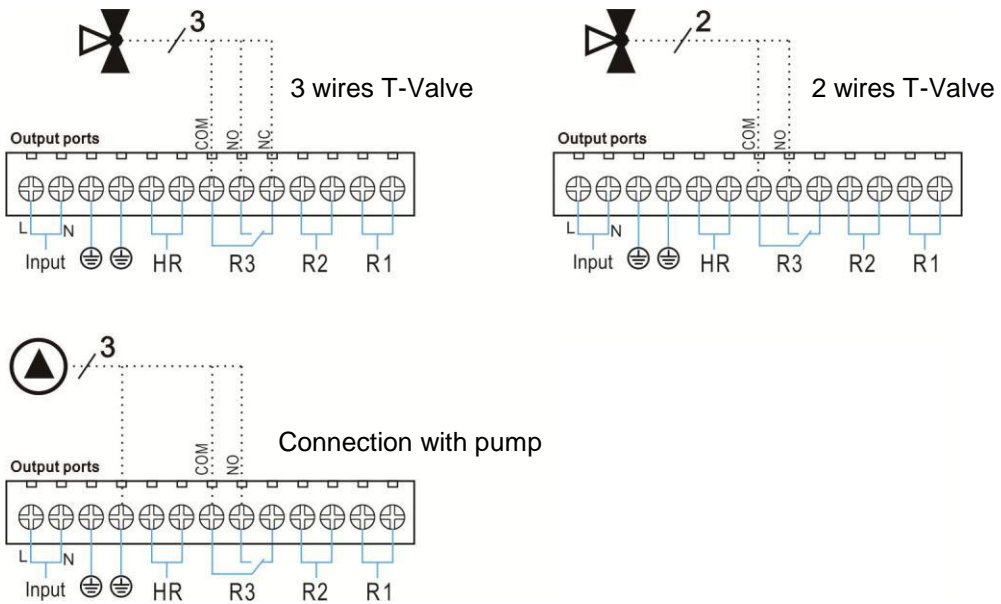 3
3 wires T-Valve
Output ports
COM
NO
NC
L N
Input HR R3 R2 R1
2
2 wires T-Valve
Output ports
COM
NO
L N
Input HR R3 R2 R1
3
Connection with pump
Output ports
COM
NO
L N
Input HR R3 R2 R1